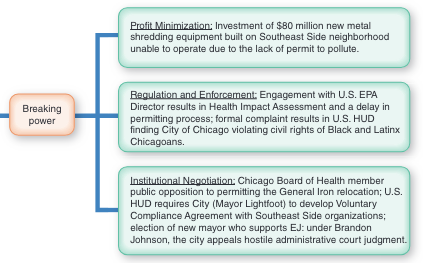 Profit Minimization: Investment of $80 million new metal
shredding equipment built on Southeast Side neighborhood
unable to operate due to the lack of permit to pollute.
Breaking
power
Regulation and Enforcement: Engagement with U.S. EPA
Director results in Health Impact Assessment and a delay in
permitting process; formal complaint results in U.S. HUD
finding City of Chicago violating civil rights of Black and Latinx
Chicagoans.
Institutional Negotiation: Chicago Board of Health member
public opposition to permitting the General Iron relocation; U.S.
HUD requires City (Mayor Lightfoot) to develop Voluntary
Compliance Agreement with Southeast Side organizations;
election of new mayor who supports EJ: under Brandon
Johnson, the city appeals hostile administrative court judgment.